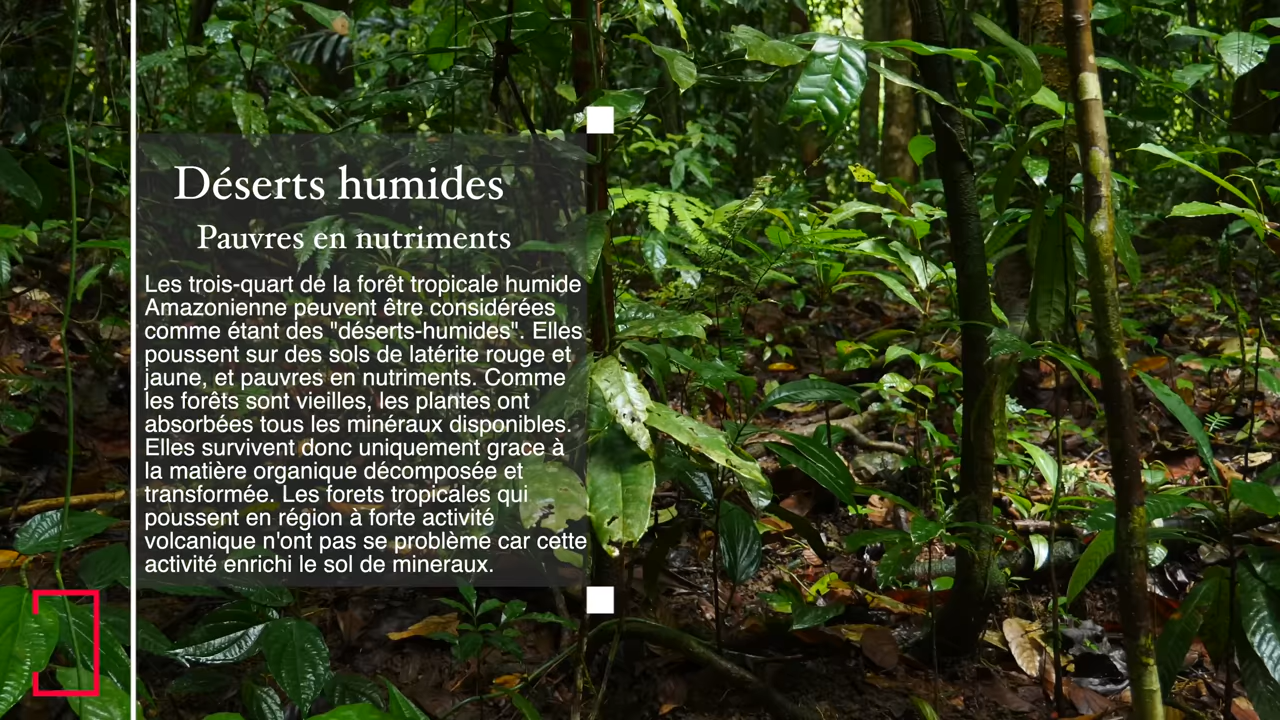 Déserts humides
Pauvres en nutriments
Les trois-quart de la forêt tropicale humide
Amazonienne peuvent être considérées
comme étant des "déserts-humides". Elles
poussent sur des sols de latérite rouge et
jaune, et pauvres en nutriments. Comme
les forêts sont vieilles, les plantes ont
absorbées tous les minéraux disponibles.
Elles survivent donc uniquement grace à
la matière organique décomposée et
transformée. Les forets tropicales qui
poussent en région à forte activité
volcanique n'ont pas se problème car cette
activité enrichi le sol de mineraux.